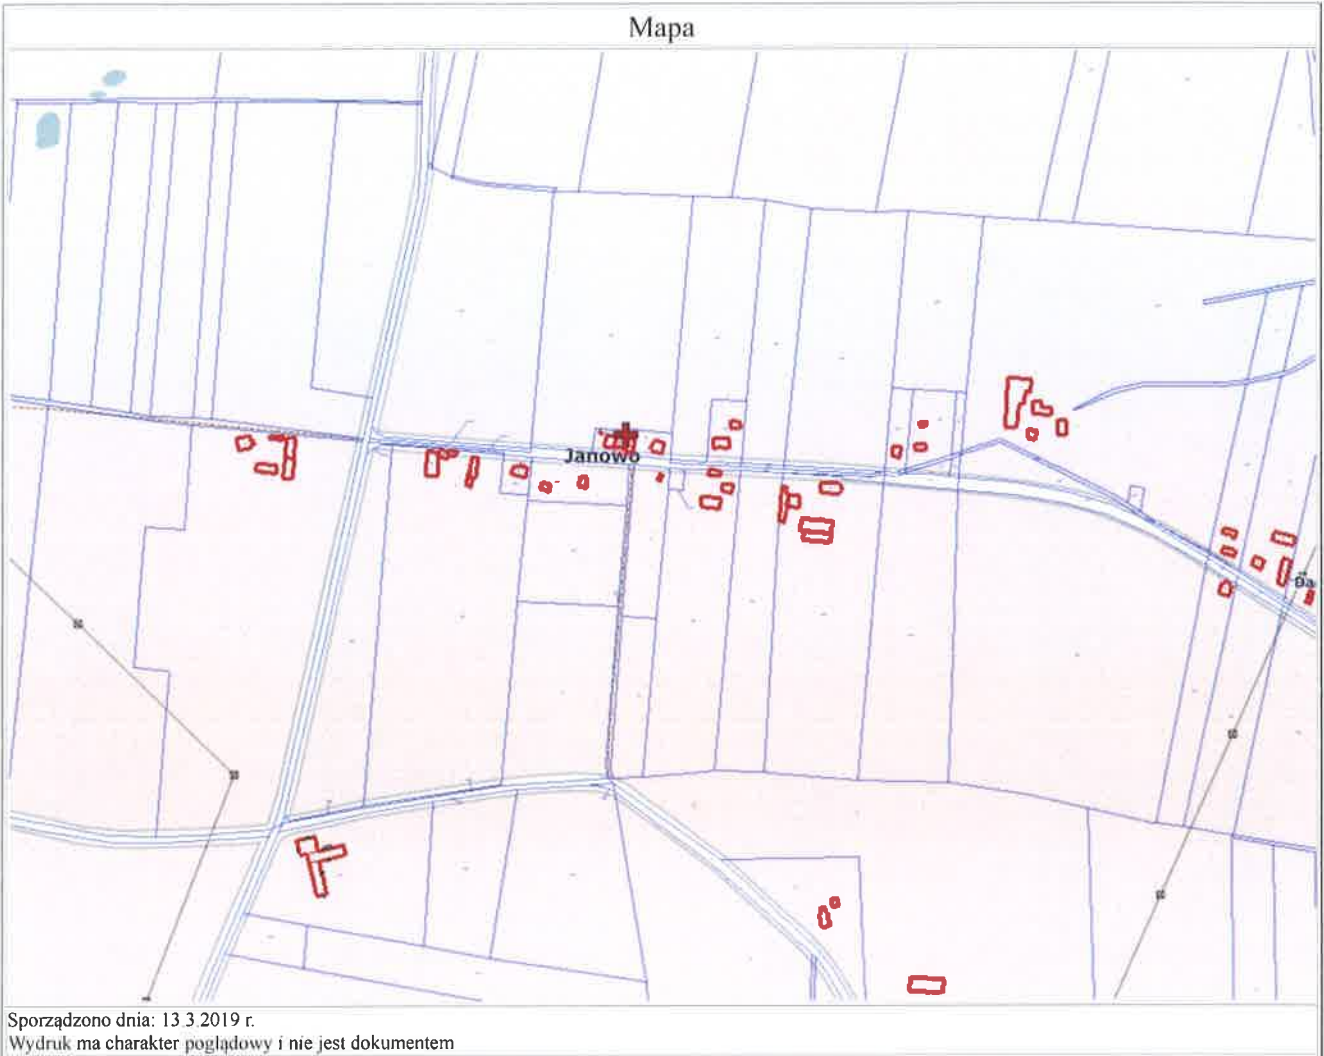 Mapa
Janowo
Sporządzono dnia: 13.3.2019 r.
Wydruk ma charakter poglądowy i nie jest dokumentem